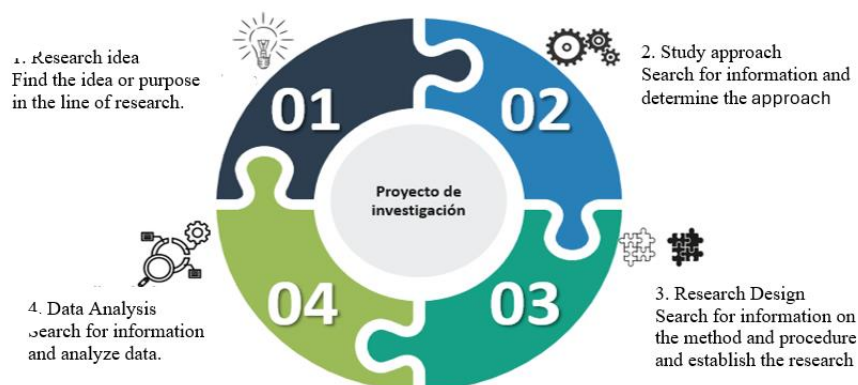 1. Research idea
Find the idea or purpose
in the line of research.
01
02
2. Study approach
Search for information and
determine the approach
Proyecto de
investigación
04
03
4. Data Analysis
Search for information
and analyze data.
3. Research Design
Search for information on
the method and procedure
and establish the research